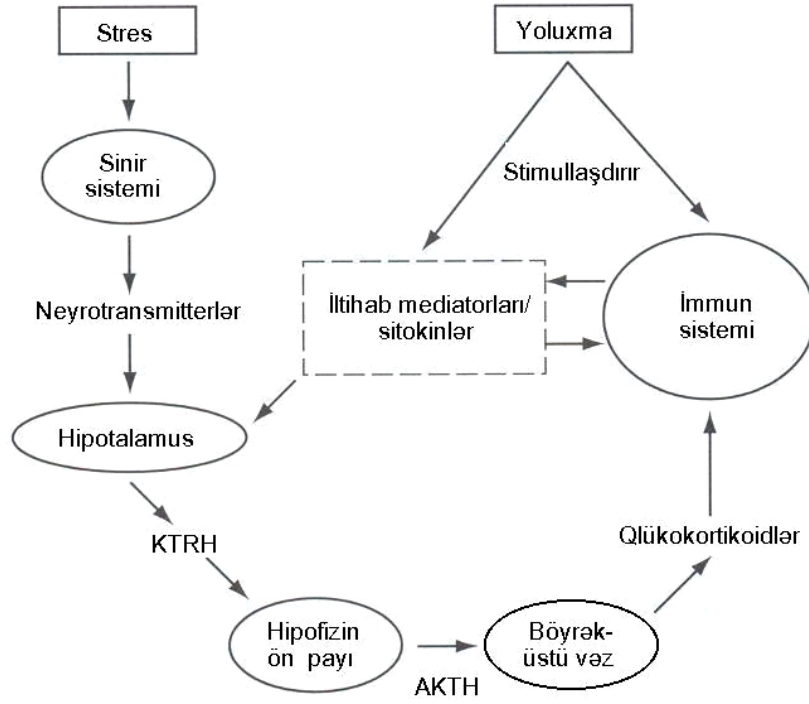 Stres
Yoluxma
Sinir
sistemi
Stimullaşdırır
Neyrotransmitterlər
İltihab mediatorları/
sitokinlər
İmmun
sistemi
Hipotalamus
KTRH
Qlükokortikoidlər
Hipofizin
ön payı
AKTH
Böyrək-
üstü vəz